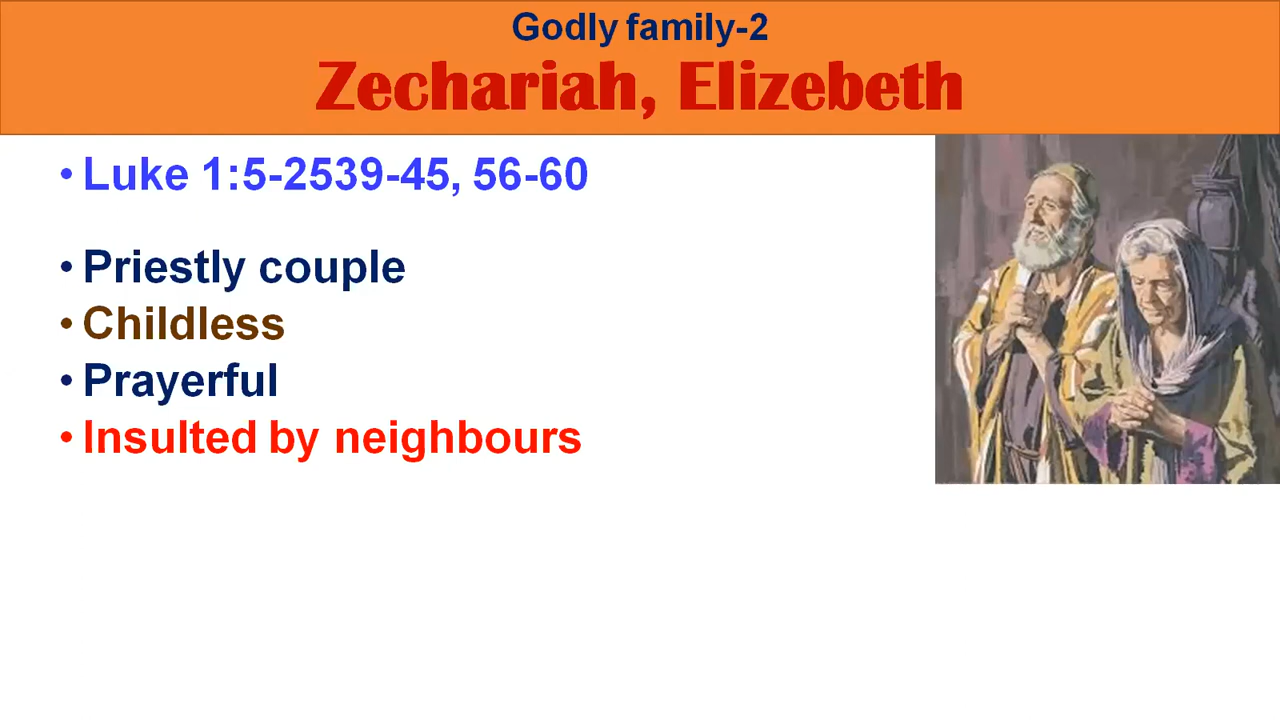 Godly family-2
Zechariah, Elizebeth
• Luke 1:5-2539-45, 56-60
• Priestly couple
• Childless
• Prayerful
• Insulted by neighbours